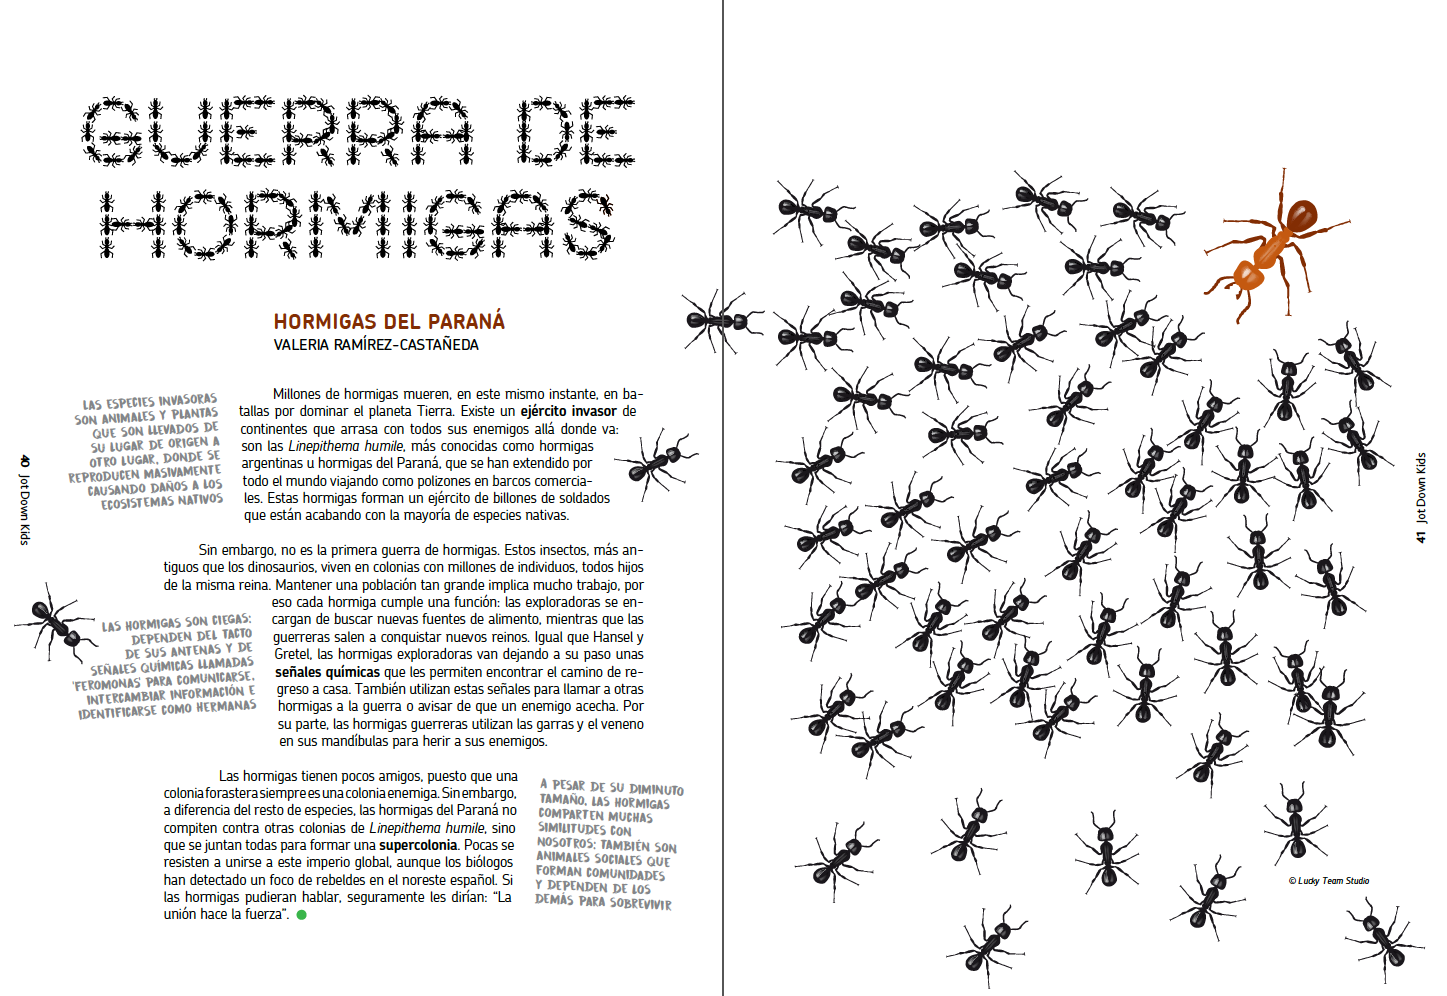 GUERRA DE
HORMIGAS
HORMIGAS DEL PARANÁ
VALERIA RAMÍREZ-CASTAÑEDA
LAS ESPECIES INVASORAS
SON ANIMALES Y PLANTAS
QUE SON LLEVADOS DE
SU LUGAR DE ORIGEN A
OTRO LUGAR, DONDE SE
REPRODUCEN MASIVAMENTE
CAUSANDO DAÑOS A LOS
ECOSISTEMAS NATIVOS
Millones de hormigas mueren, en este mismo instante, en ba-
tallas por dominar el planeta Tierra. Existe un ejército invasor de
continentes que arrasa con todos sus enemigos allá donde va:
son las Linepithema humile, más conocidas como hormigas
argentinas u hormigas del Paraná, que se han extendido por
todo el mundo viajando como polizones en barcos comercia-
les. Estas hormigas forman un ejército de billones de soldados
que están acabando con la mayoría de especies nativas.
40 Jot Down Kids
Sin embargo, no es la primera guerra de hormigas. Estos insectos, más an-
tiguos que los dinosaurios, viven en colonias con millones de individuos, todos hijos
de la misma reina. Mantener una población tan grande implica mucho trabajo, por
eso cada hormiga cumple una función: las exploradoras se en-
cargan de buscar nuevas fuentes de alimento, mientras que las
guerreras salen a conquistar nuevos reinos. Igual que Hansel y
Gretel, las hormigas exploradoras van dejando a su paso unas
señales químicas que les permiten encontrar el camino de re-
greso a casa. También utilizan estas señales para llamar a otras
hormigas a la guerra o avisar de que un enemigo acecha. Por
su parte, las hormigas guerreras utilizan las garras y el veneno
en sus mandíbulas para herir a sus enemigos.
LAS HORMIGAS SON CIEGAS:
DEPENDEN DEL TACTO
DE SUS ANTENAS Y DE
SEÑALES QUÍMICAS LLAMADAS
'FEROMONAS' PARA COMUNICARSE,
INTERCAMBIAR INFORMACIÓN E
IDENTIFICARSE COMO HERMANAS
Las hormigas tienen pocos amigos, puesto que una
colonia forastera siempre es una colonia enemiga. Sin embargo,
a diferencia del resto de especies, las hormigas del Paraná no
compiten contra otras colonias de Linepithema humile, sino
que se juntan todas para formar una supercolonia. Pocas se
resisten a unirse a este imperio global, aunque los biólogos
han detectado un foco de rebeldes en el noreste español. Si
las hormigas pudieran hablar, seguramente les dirían: “La
unión hace la fuerza”.
A PESAR DE SU DIMINUTO
TAMAÑO, LAS HORMIGAS
COMPARTEN MUCHAS
SIMILITUDES CON
NOSOTROS: TAMBIÉN SON
ANIMALES SOCIALES QUE
FORMAN COMUNIDADES
Y DEPENDEN DE LOS
DEMÁS PARA SOBREVIVIR
41 Jot Down Kids
© Lucky Team Studio